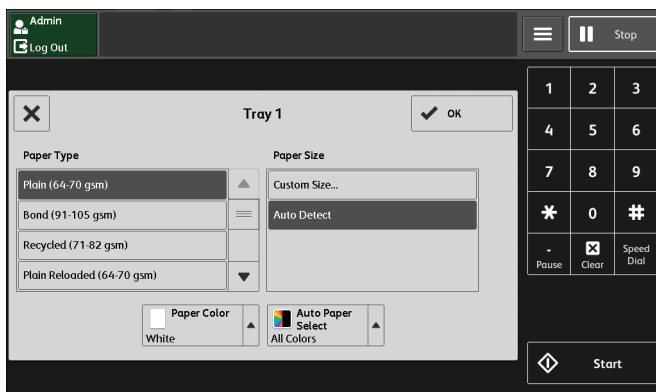 Admin
Log Out
Stop
Tray 1
OK
Paper Type
Paper Size
Plain (64-70 gsm)
Bond (91-105 gsm)
Recycled (71-82 gsm)
Plain Reloaded (64-70 gsm)
Custom Size...
Auto Detect
Paper Color
White
Auto Paper
Select
All Colors
1 2 3
4 5 6
7 8 9
* 0 #
-
Pause
Clear
Speed
Dial
Start